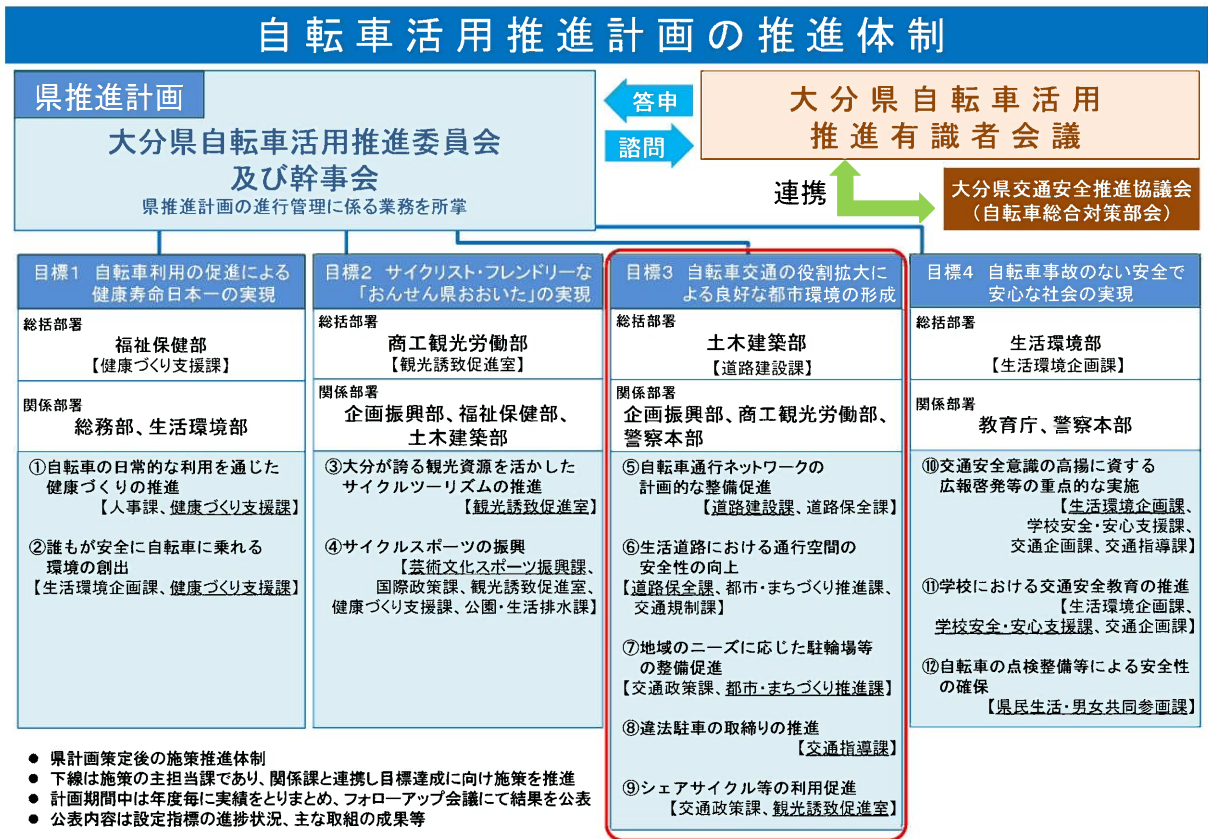 自転車活用推進計画の推進体制
県推進計画
大分県自転車活用推進委員会
及び幹事会
県推進計画の進行管理に係る業務を所掌
答申
諮問
大分県自転車活用
推進有識者会議
連携
大分県交通安全推進協議会
（自転車総合対策部会）
目標1 自転車利用の促進による
健康寿命日本一の実現
総括部署
福祉保健部
【健康づくり支援課】
関係部署
総務部、生活環境部
①自転車の日常的な利用を通じた
健康づくりの推進
【人事課、健康づくり支援課】
②誰もが安全に自転車に乗れる
環境の創出
【生活環境企画課、健康づくり支援課】
目標2 サイクリスト・フレンドリーな
「おんせん県おおいた」の実現
総括部署
商工観光労働部
【観光誘致促進室】
関係部署
企画振興部、福祉保健部、
土木建築部
③大分が誇る観光資源を活かした
サイクルツーリズムの推進
【観光誘致促進室】
④サイクルスポーツの振興
【芸術文化スポーツ振興課、
国際政策課、観光誘致促進室、
健康づくり支援課、公園・生活排水課】
目標3 自転車交通の役割拡大に
よる良好な都市環境の形成
総括部署
土木建築部
【道路建設課】
関係部署
企画振興部、商工観光労働部、
警察本部
⑤自転車通行ネットワークの
計画的な整備促進
【道路建設課、道路保全課】
⑥生活道路における通行空間の
安全性の向上
【道路保全課、都市・まちづくり推進課、
交通規制課】
⑦地域のニーズに応じた駐輪場等
の整備促進
【交通政策課、都市・まちづくり推進課】
⑧違法駐車の取締りの推進
【交通指導課】
⑨シェアサイクル等の利用促進
【交通政策課、観光誘致促進室】
目標4 自転車事故のない安全で
安心な社会の実現
総括部署
生活環境部
【生活環境企画課】
関係部署
教育庁、警察本部
⑩交通安全意識の高揚に資する
広報啓発等の重点的な実施
【生活環境企画課、
学校安全・安心支援課、
交通企画課、交通指導課】
⑪学校における交通安全教育の推進
【生活環境企画課、
学校安全・安心支援課、交通企画課】
⑫自転車の点検整備等による安全性
の確保
【県民生活・男女共同参画課】
● 県計画策定後の施策推進体制
● 下線は施策の主担当課であり、関係課と連携し目標達成に向け施策を推進
● 計画期間中は年度毎に実績をとりまとめ、フォローアップ会議にて結果を公表
● 公表内容は設定指標の進捗状況、主な取組の成果等